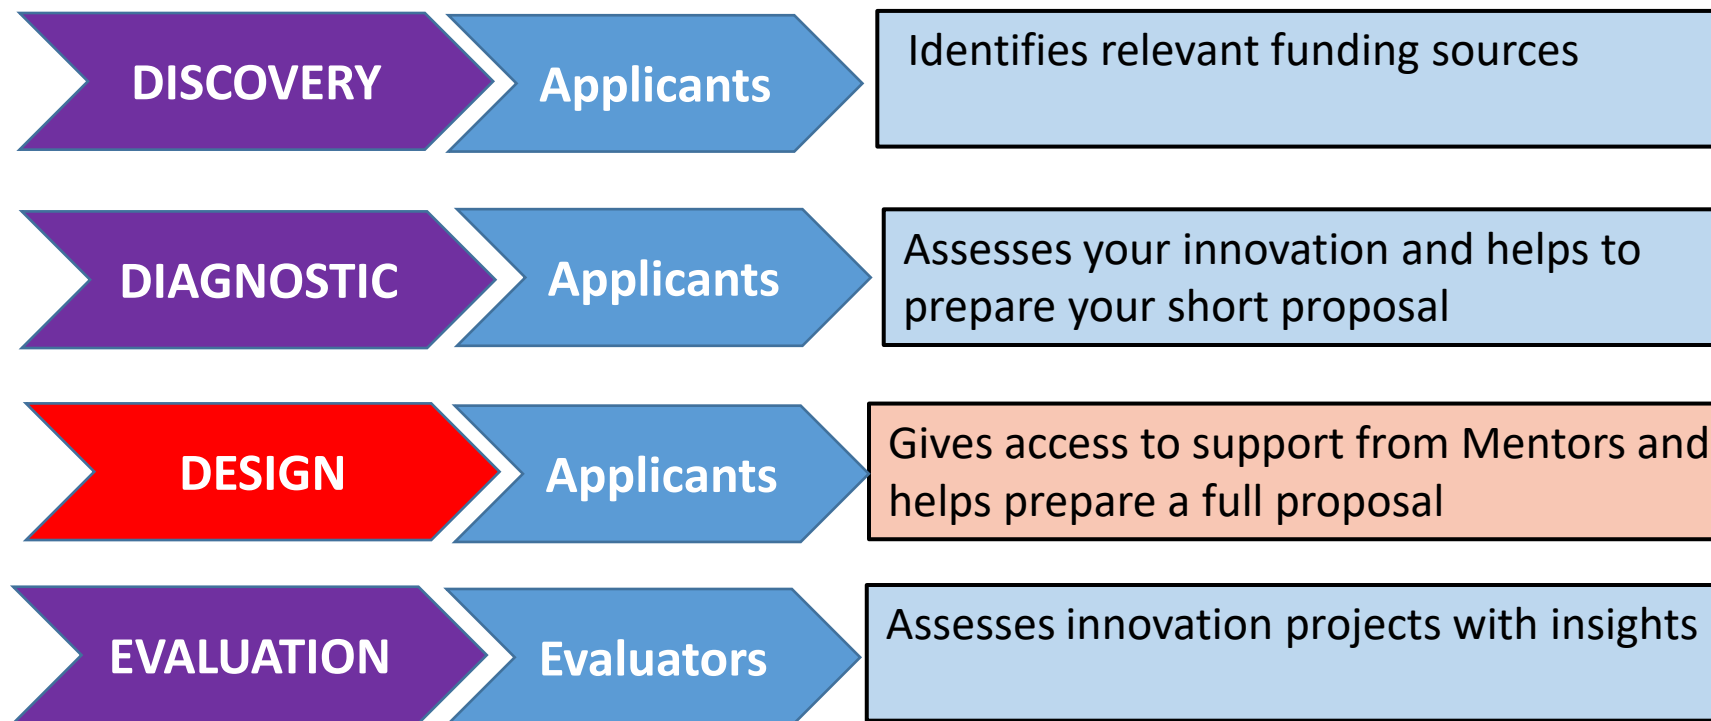 DISCOVERY
Applicants
Identifies relevant funding sources
DIAGNOSTIC
Applicants
Assesses your innovation and helps to
prepare your short proposal
DESIGN
Applicants
Gives access to support from Mentors and
helps prepare a full proposal
EVALUATION
Evaluators
Assesses innovation projects with insights